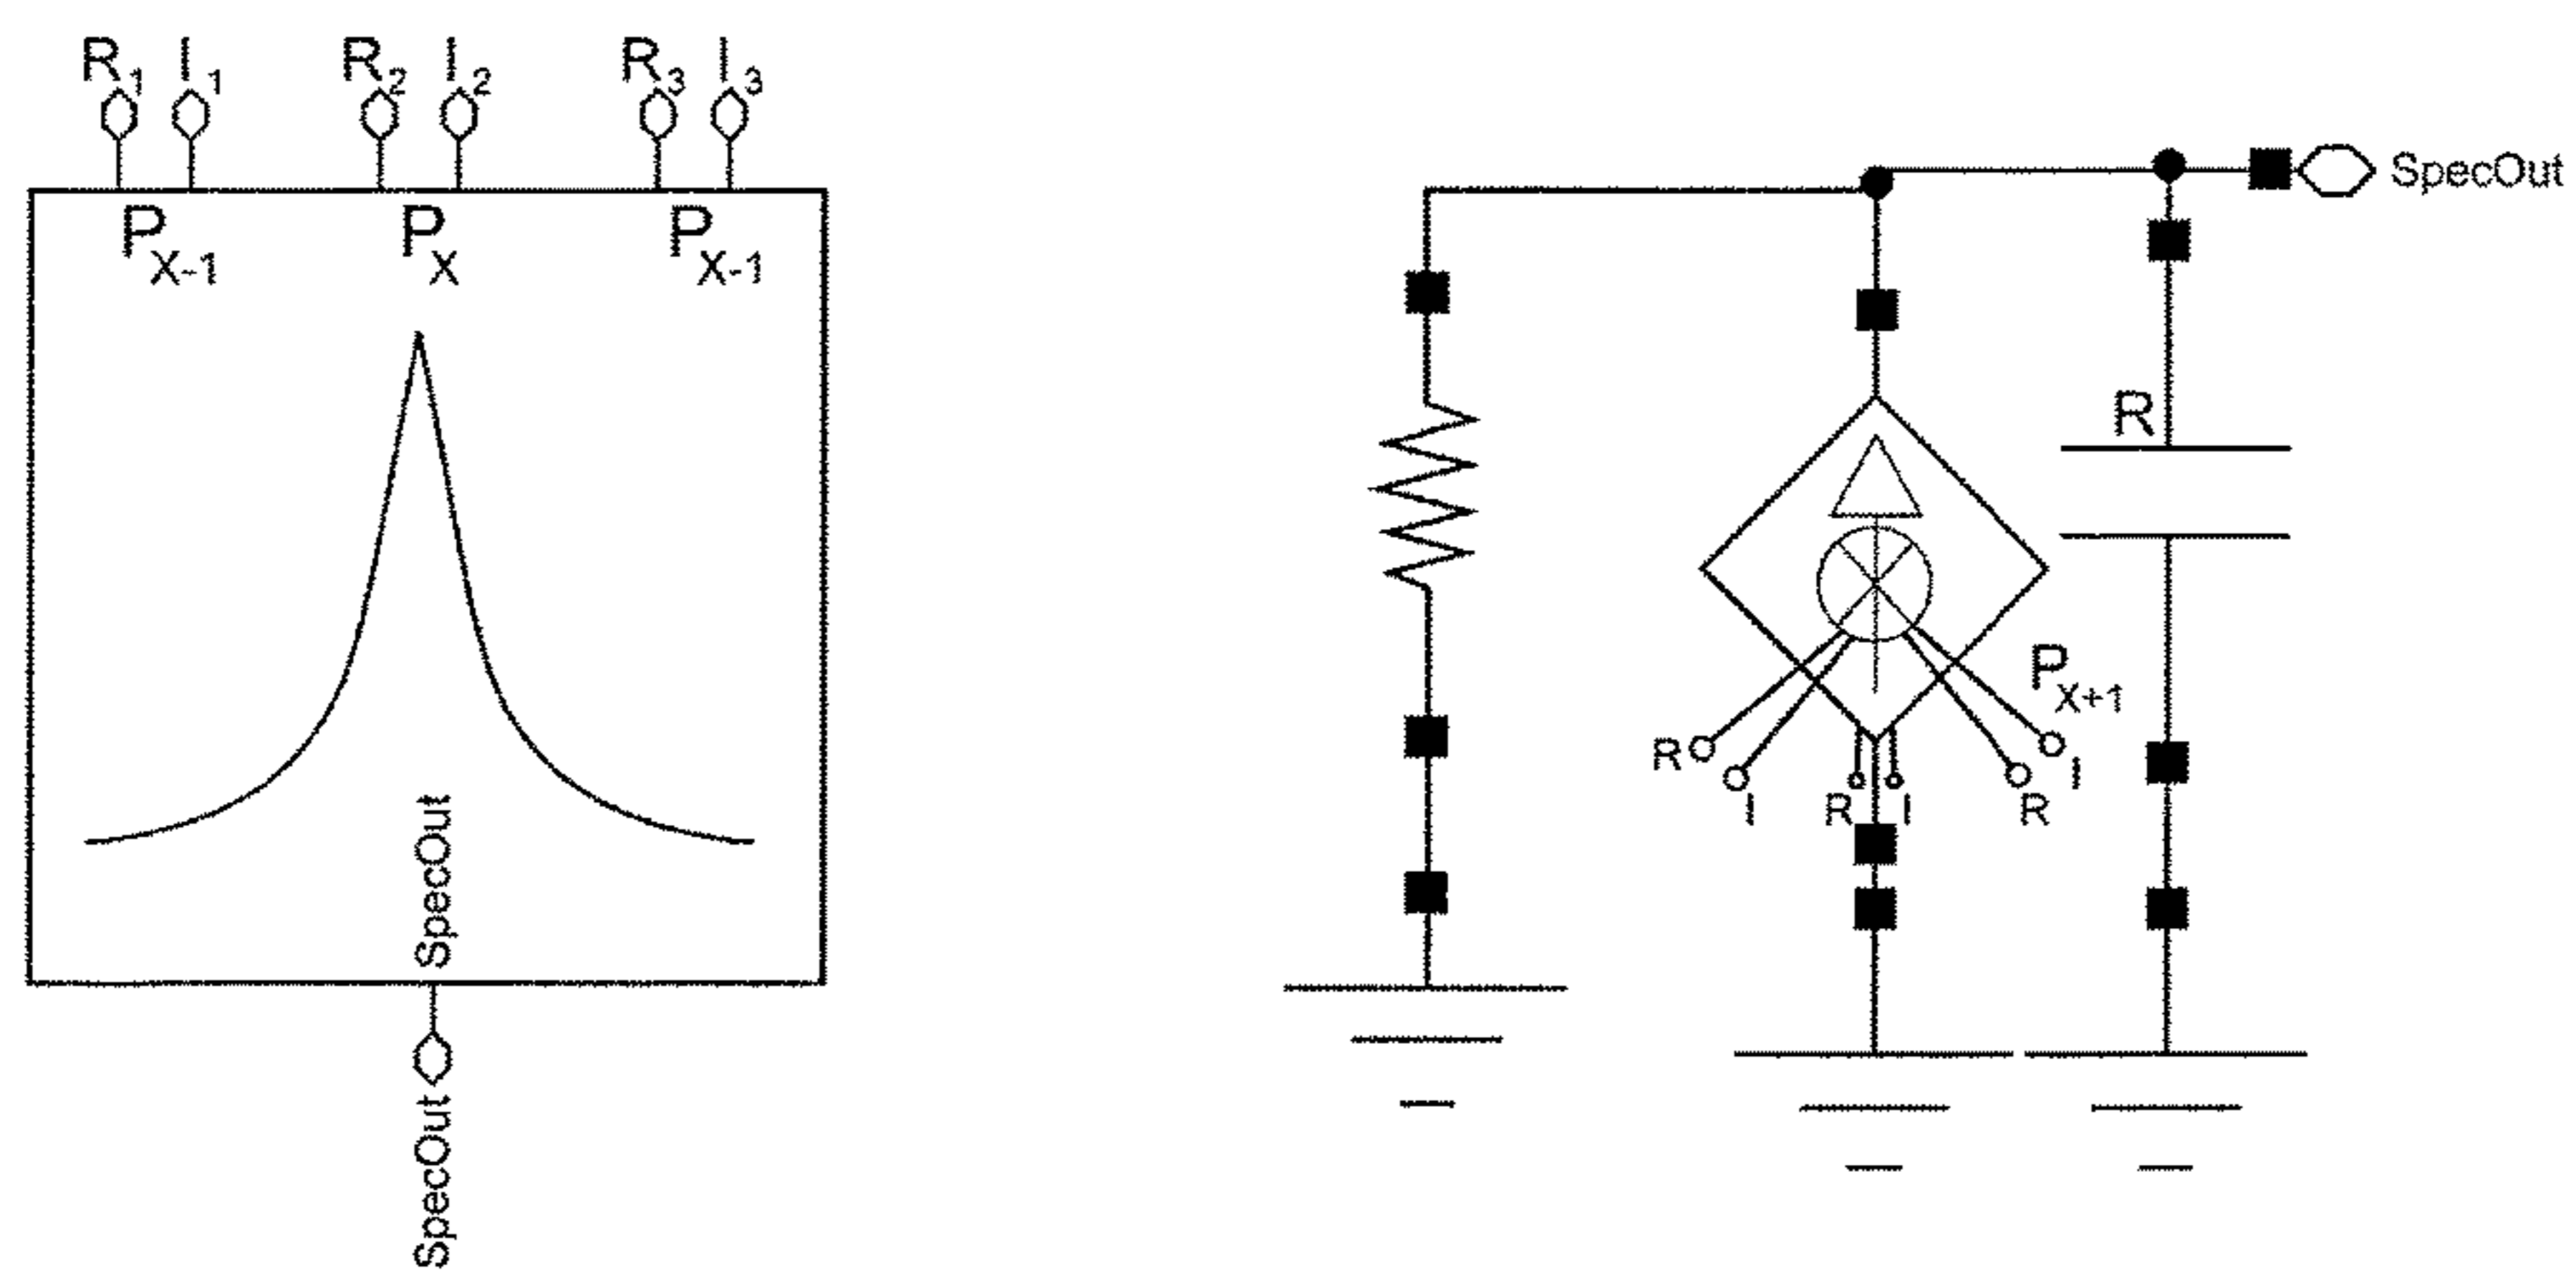 R1 I1 R2 I2 R3 I3
PX-1 PX PX-1
SpecOut
SpecOut
SpecOut
R
PX+1
R I R I R I